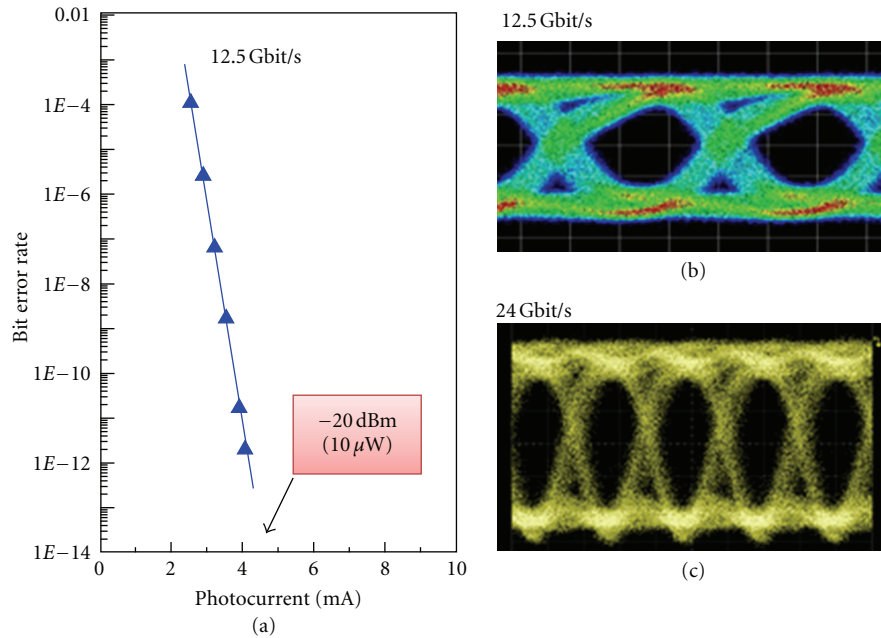 0.01
1E−4
1E−6
1E−8
1E−10
1E−12
1E−14
Bit error rate
12.5 Gbit/s
−20 dBm
(10 μW)
0
2
4
6
8
10
Photocurrent (mA)
(a)
12.5 Gbit/s
(b)
24 Gbit/s
(c)